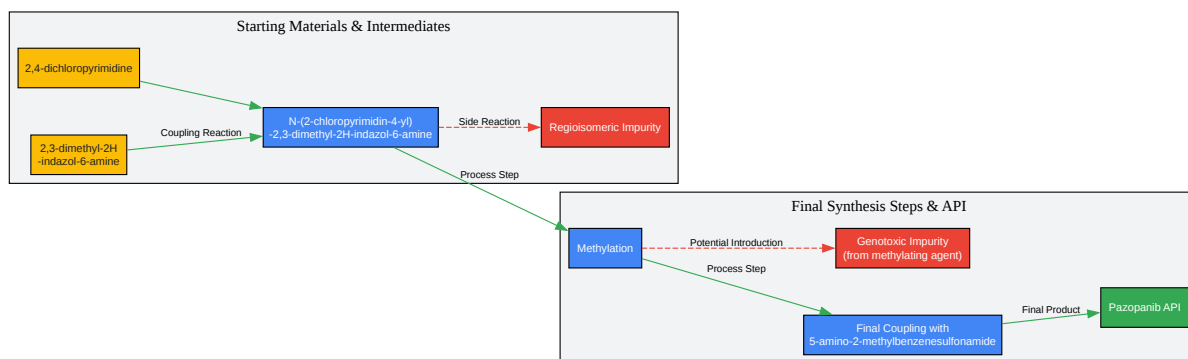 Starting Materials & Intermediates
2,4-dichloropyrimidine
N-(2-chloropyrimidin-4-yl)
-2,3-dimethyl-2H-indazol-6-amine
Side Reaction
Regioisomeric Impurity
Coupling Reaction
2,3-dimethyl-2H
-indazol-6-amine
Process Step
Final Synthesis Steps & API
Methylation
Potential Introduction
Genotoxic Impurity
(from methylating agent)
Process Step
Final Coupling with
5-amino-2-methylbenzenesulfonamide
Final Product
Pazopanib API